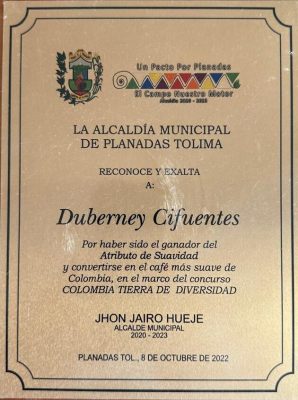 Un Pacto Por Planadas
El Campo Nuestro Motor
Alcaldía 2020 - 2023
LA ALCALDÍA MUNICIPAL
DE PLANADAS TOLIMA
RECONOCE Y EXALTA
A:
Duberney Cifuentes
Por haber sido el ganador del
Atributo de Suavidad
y convertirse en el café más suave de
Colombia, en el marco del concurso
COLOMBIA TIERRA DE DIVERSIDAD
JHON JAIRO HUEJE
ALCALDE MUNICIPAL
2020 - 2023
PLANADAS TOL., 8 DE OCTUBRE DE 2022